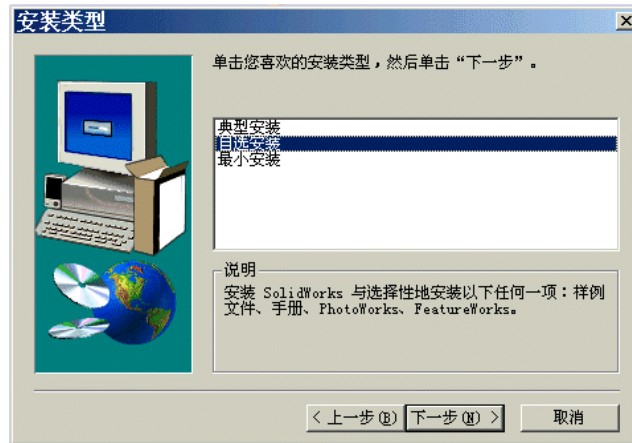 安装类型
单击您喜欢的安装类型，然后单击“下一步”。
典型安装
自选安装
最小安装
说明
安装 SolidWorks 与选择性地安装以下任何一项：样例
文件、手册、PhotoWorks、FeatureWorks。
< 上一步(B) 下一步(N) > 取消